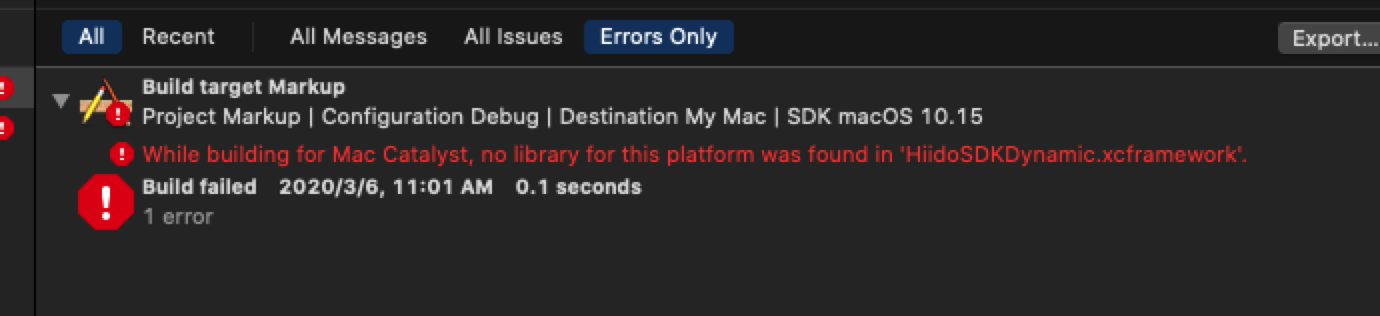 All Recent All Messages All Issues Errors Only Export...
Build target Markup
Project Markup | Configuration Debug | Destination My Mac | SDK macOS 10.15
While building for Mac Catalyst, no library for this platform was found in 'HiidoSDKDynamic.xcframework'.
Build failed 2020/3/6, 11:01 AM 0.1 seconds
1 error